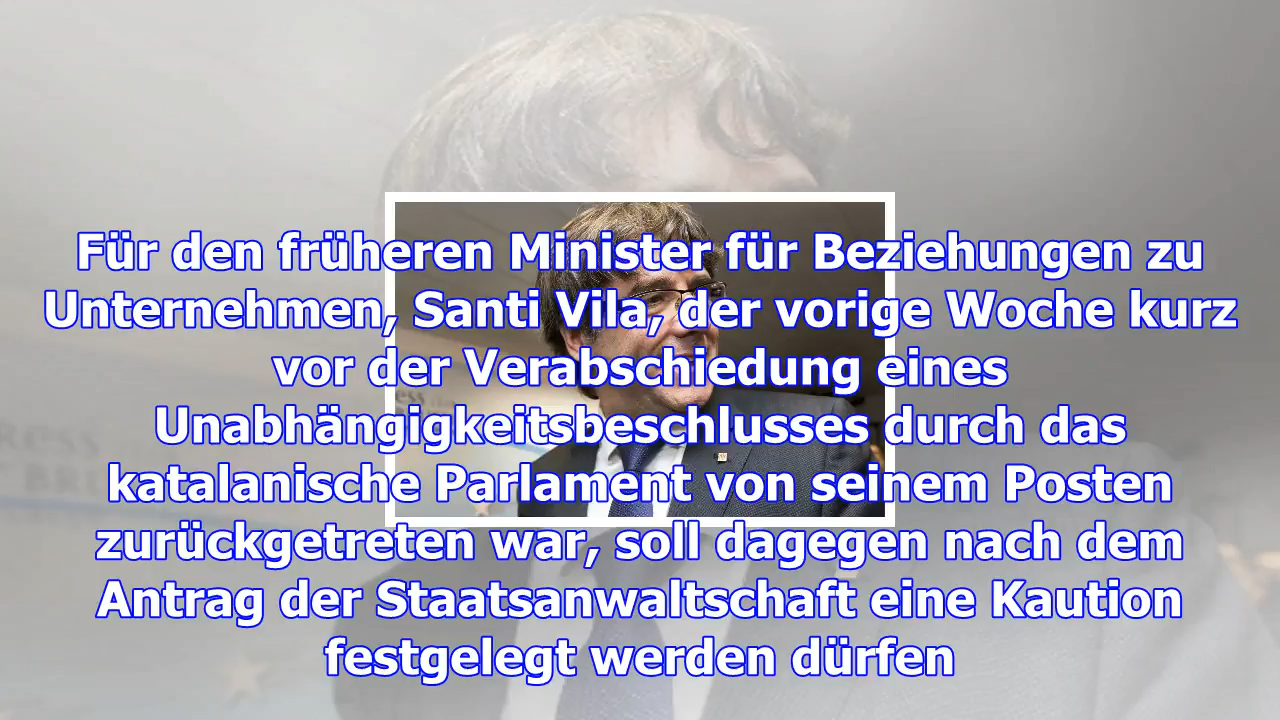 Für den früheren Minister für Beziehungen zu
Unternehmen, Santi Vila, der vorige Woche kurz
vor der Verabschiedung eines
Unabhängigkeitsbeschlusses durch das
katalanische Parlament von seinem Posten
zurückgetreten war, soll dagegen nach dem
Antrag der Staatsanwaltschaft eine Kaution
festgelegt werden dürfen